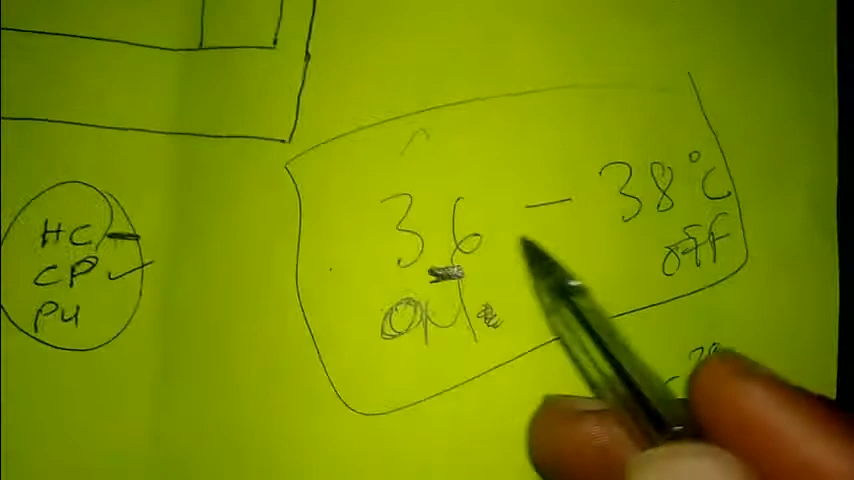 36 – 38°C
ON off
HC
CP ✓
PU